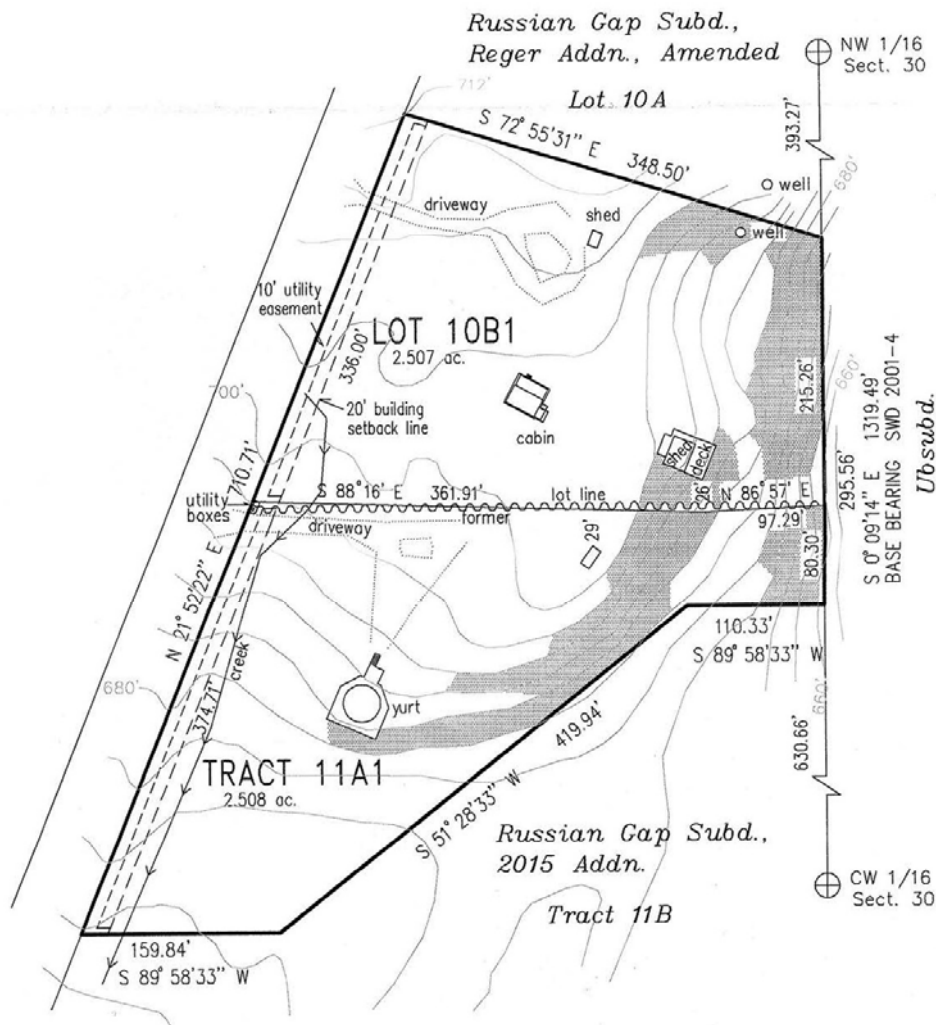 Russian Gap Subd.,
Reger Addn., Amended
Lot 10A
NW 1/16
Sect. 30
712'
S 72° 55'31" E 348.50'
393.27'
680'
well
well
driveway
shed
10' utility
easement
LOT 10B1
2.507 ac.
336.00'
700'
20' building
setback line
cabin
shed
deck
26'
215.26'
660'
295.56'
S 0° 09'14" E 1319.49'
BASE BEARING SWD 2001-4
Ubsubd.
710.71'
N 21° 52'22" E
utility
boxes
S 88° 16' E 361.91' lot line
N 86° 57' E
97.29'
driveway
former
29'
80.30'
110.33'
S 89° 58'33" W
660'
630.66'
creek
680'
374.71'
yurt
419.94'
S 51° 28'33" W
TRACT 11A1
2.508 ac.
Russian Gap Subd.,
2015 Addn.
Tract 11B
CW 1/16
Sect. 30
159.84'
S 89° 58'33" W